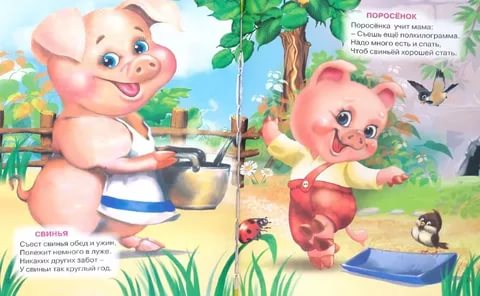 СВИНЬЯ
Съест свинья обед и ужин,
Полежит немного в луже.
Никаких других забот –
У свиньи так круглый год.
ПОРОСЁНОК
Поросёнка учит мама:
– Съешь ещё полкилограмма.
Надо много есть и спать,
Чтоб свиньёй хорошей стать.